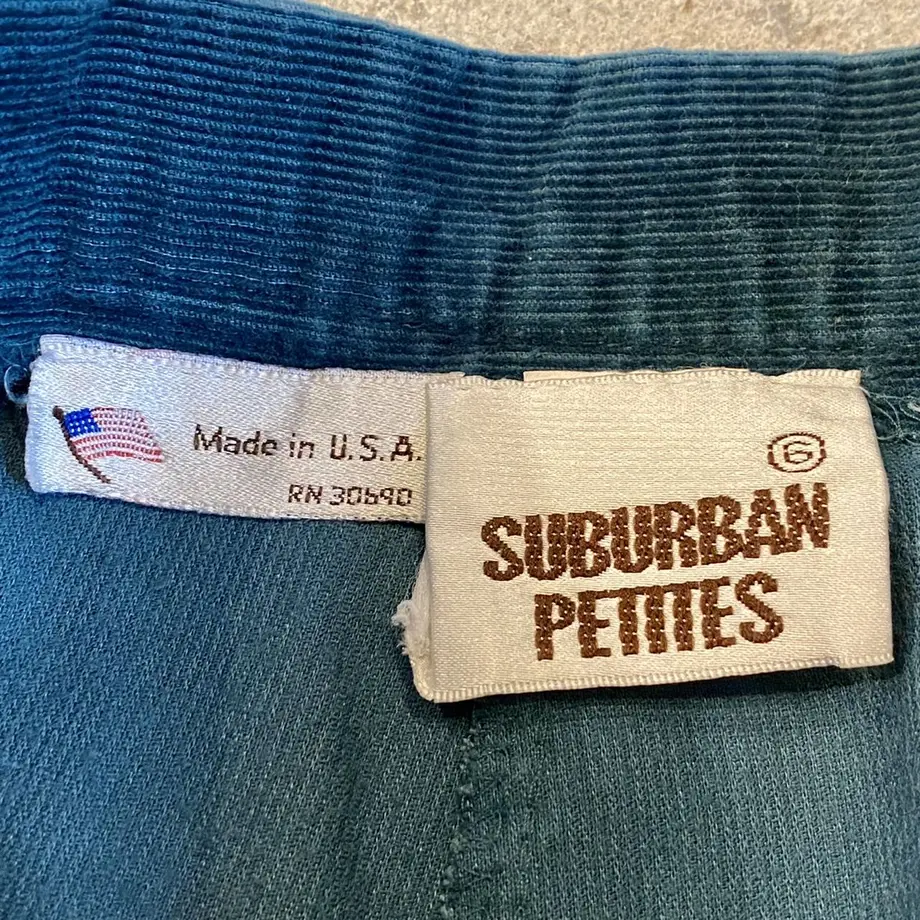 Made in U.S.A.
RN 30690
6
SUBURBAN
PETITES